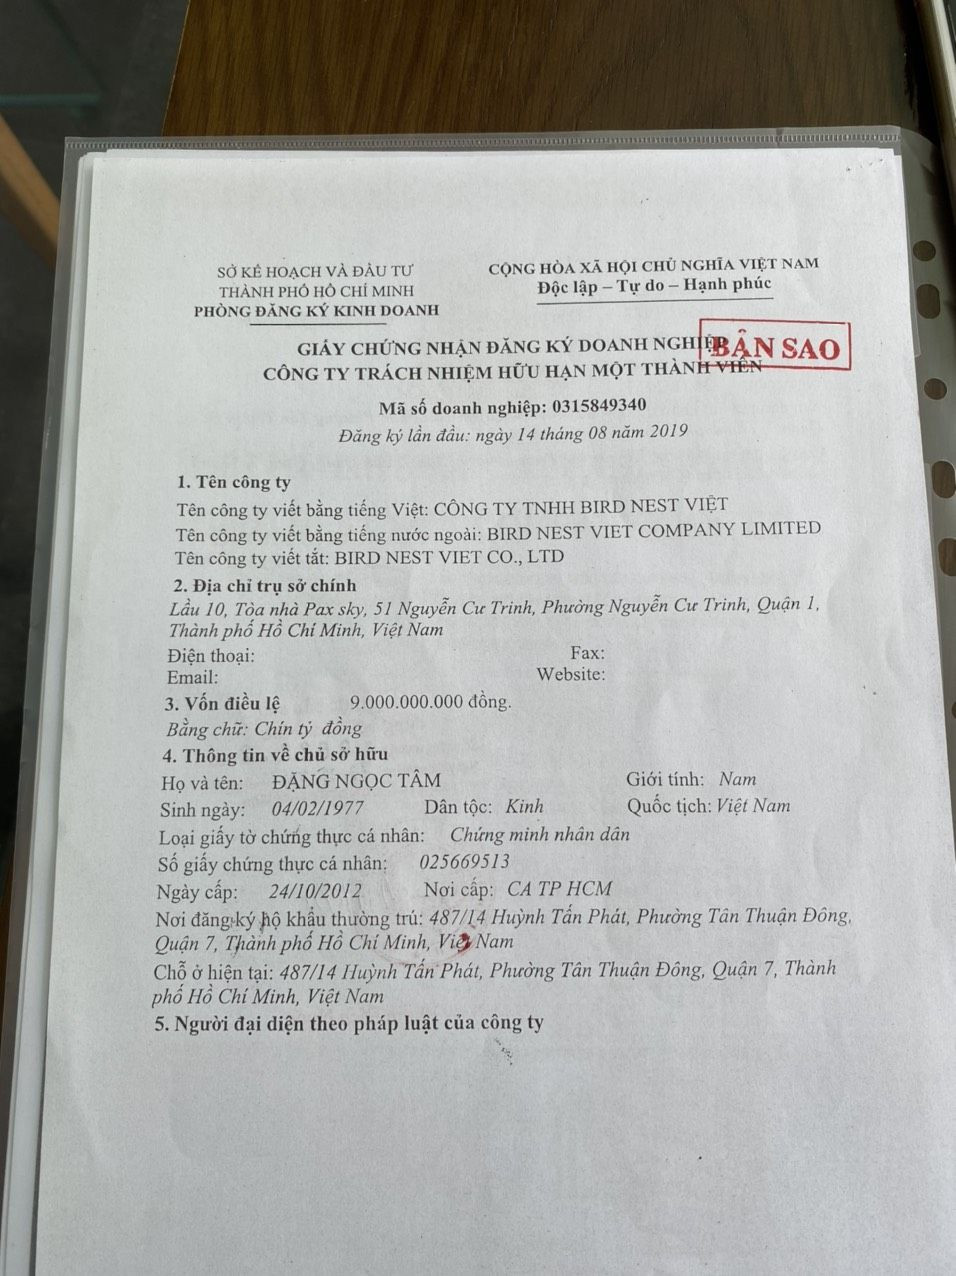 SỞ KẾ HOẠCH VÀ ĐẦU TƯ
THÀNH PHỐ HỒ CHÍ MINH
PHÒNG ĐĂNG KÝ KINH DOANH
CỘNG HÒA XÃ HỘI CHỦ NGHĨA VIỆT NAM
Độc lập – Tự do – Hạnh phúc
GIẤY CHỨNG NHẬN ĐĂNG KÝ DOANH NGHIỆP
BẢN SAO
CÔNG TY TRÁCH NHIỆM HỮU HẠN MỘT THÀNH VIÊN
Mã số doanh nghiệp: 0315849340
Đăng ký lần đầu: ngày 14 tháng 08 năm 2019
1. Tên công ty
Tên công ty viết bằng tiếng Việt: CÔNG TY TNHH BIRD NEST VIỆT
Tên công ty viết bằng tiếng nước ngoài: BIRD NEST VIET COMPANY LIMITED
Tên công ty viết tắt: BIRD NEST VIET CO., LTD
2. Địa chỉ trụ sở chính
Lầu 10, Tòa nhà Pax sky, 51 Nguyễn Cư Trinh, Phường Nguyễn Cư Trinh, Quận 1,
Thành phố Hồ Chí Minh, Việt Nam
Điện thoại: Fax:
Email: Website:
3. Vốn điều lệ 9.000.000.000 đồng.
Bằng chữ: Chín tỷ đồng
4. Thông tin về chủ sở hữu
Họ và tên: ĐẶNG NGỌC TÂM Giới tính: Nam
Sinh ngày: 04/02/1977 Dân tộc: Kinh Quốc tịch: Việt Nam
Loại giấy tờ chứng thực cá nhân: Chứng minh nhân dân
Số giấy chứng thực cá nhân: 025669513
Ngày cấp: 24/10/2012 Nơi cấp: CA TP HCM
Nơi đăng ký hộ khẩu thường trú: 487/14 Huỳnh Tấn Phát, Phường Tân Thuận Đông,
Quận 7, Thành phố Hồ Chí Minh, Việt Nam
Chỗ ở hiện tại: 487/14 Huỳnh Tấn Phát, Phường Tân Thuận Đông, Quận 7, Thành
phố Hồ Chí Minh, Việt Nam
5. Người đại diện theo pháp luật của công ty